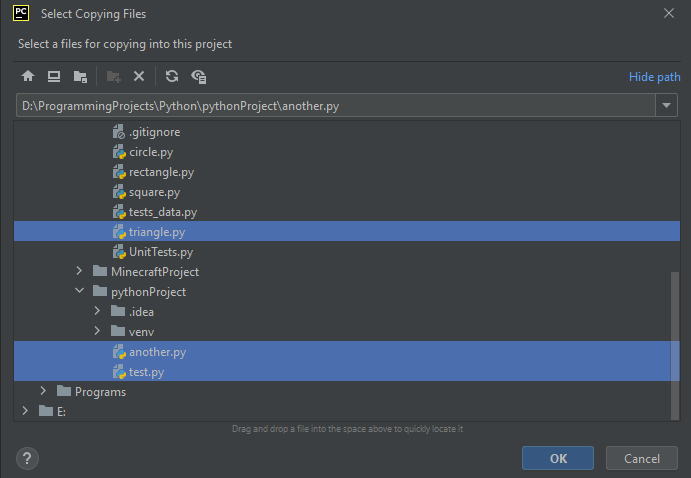 PC Select Copying Files
Select a files for copying into this project
Hide path
D:\ProgrammingProjects\Python\pythonProject\another.py
.gitignore
circle.py
rectangle.py
square.py
tests_data.py
triangle.py
UnitTests.py
MinecraftProject
pythonProject
.idea
venv
another.py
test.py
Programs
E:
Drag and drop a file into the space above to quickly locate it
? OK Cancel